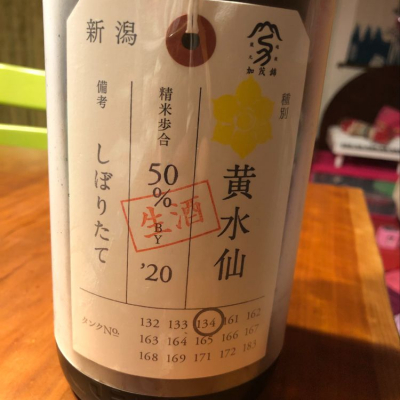 新潟
加茂錦
種別
黄水仙
精米歩合
50%
生酒
BY
'20
備考
しぼりたて
タンクNo.
132 133 134 161 162
163 164 165 166 167
168 169 171 172 183